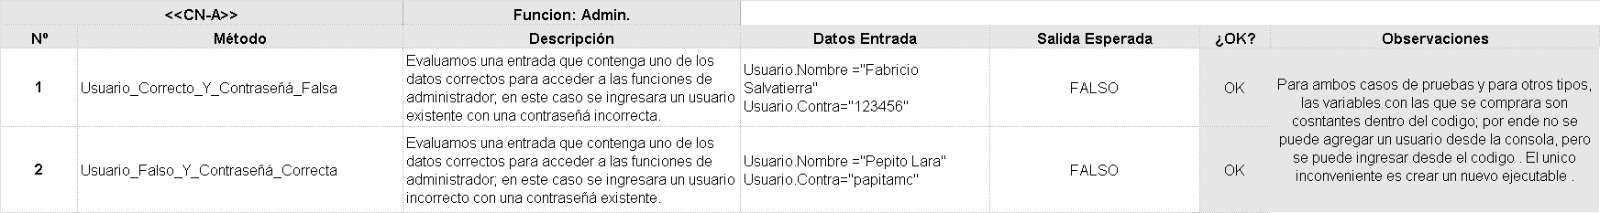 <<CN-A>> Funcion: Admin.
Nº Método Descripción Datos Entrada Salida Esperada ¿OK? Observaciones
1
Usuario_Correcto_Y_Contraseñá_Falsa
Evaluamos una entrada que contenga uno de los
datos correctos para acceder a las funciones de
administrador; en este caso se ingresara un usuario
existente con una contraseñá incorrecta.
Usuario.Nombre ="Fabricio
Salvatierra"
Usuario.Contra="123456"
FALSO
OK
Para ambos casos de pruebas y para otros tipos,
las variables con las que se comprara son
cosntantes dentro del codigo; por ende no se
puede agregar un usuario desde la consola, pero
se puede ingresar desde el codigo . El unico
inconveniente es crear un nuevo ejecutable .
2
Usuario_Falso_Y_Contraseñá_Correcta
Evaluamos una entrada que contenga uno de los
datos correctos para acceder a las funciones de
administrador; en este caso se ingresara un usuario
incorrecto con una contraseñá existente.
Usuario.Nombre ="Pepito Lara"
Usuario.Contra="papitamc"
FALSO
OK